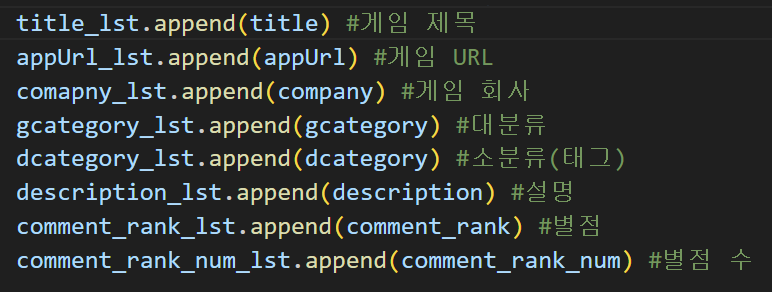 title_lst.append(title) #게임 제목
appUrl_lst.append(appUrl) #게임 URL
comapny_lst.append(company) #게임 회사
gcategory_lst.append(gcategory) #대분류
dcategory_lst.append(dcategory) #소분류(태그)
description_lst.append(description) #설명
comment_rank_lst.append(comment_rank) #별점
comment_rank_num_lst.append(comment_rank_num) #별점 수